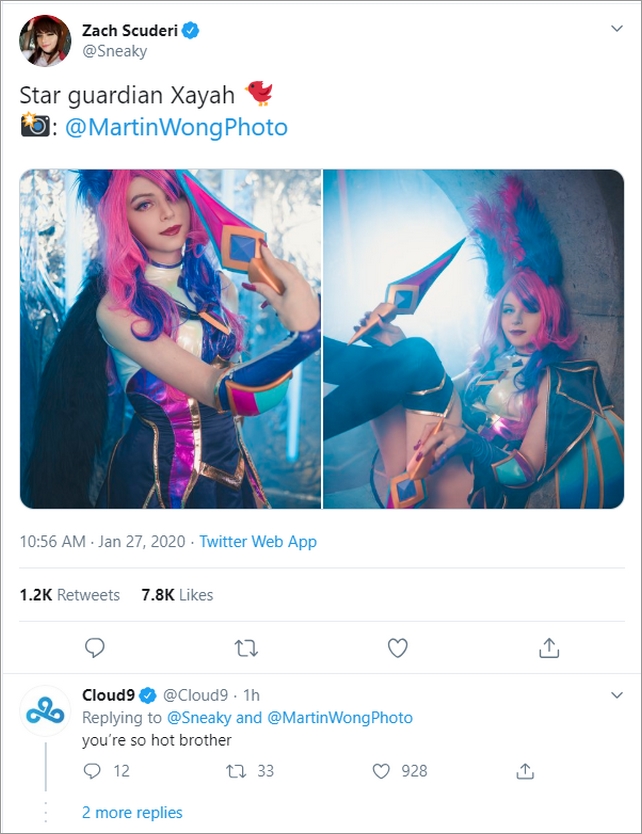 Zach Scuderi
@Sneaky
Star guardian Xayah 🐦
📸: @MartinWongPhoto
10:56 AM · Jan 27, 2020 · Twitter Web App
1.2K Retweets 7.8K Likes
Cloud9 @Cloud9 · 1h
Replying to @Sneaky and @MartinWongPhoto
you’re so hot brother
12 33 928
2 more replies